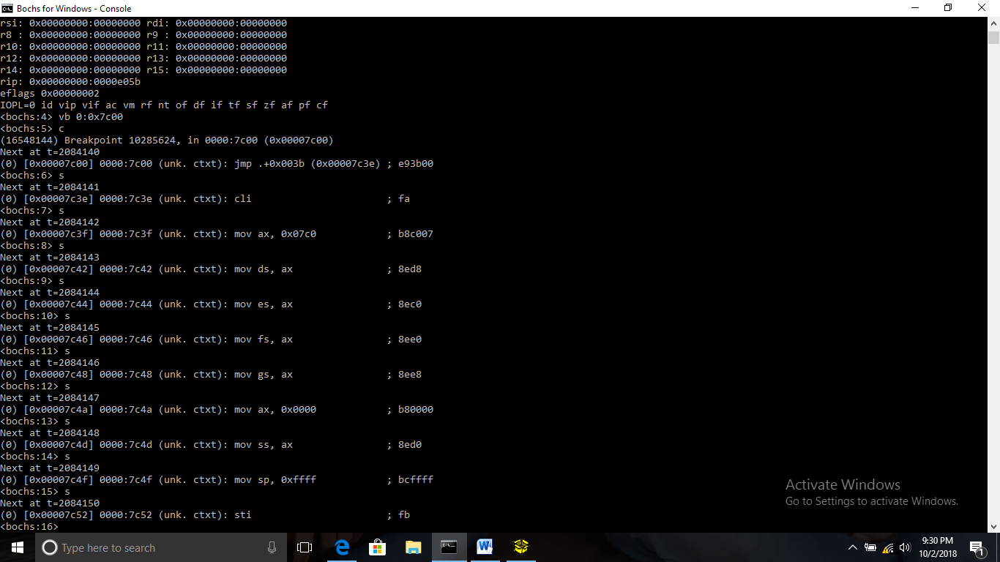 Bochs for Windows - Console
rsi: 0x00000000:00000000 rdi: 0x00000000:00000000
r8 : 0x00000000:00000000 r9 : 0x00000000:00000000
r10: 0x00000000:00000000 r11: 0x00000000:00000000
r12: 0x00000000:00000000 r13: 0x00000000:00000000
r14: 0x00000000:00000000 r15: 0x00000000:00000000
rip: 0x00000000:0000e05b
eflags 0x00000002
IOPL=0 id vip vif ac vm rf nt of df if tf sf zf af pf cf
<bochs:4> vb 0:0x7c00
<bochs:5> c
(16548144) Breakpoint 10285624, in 0000:7c00 (0x00007c00)
Next at t=2084140
(0) [0x00007c00] 0000:7c00 (unk. ctxt): jmp .+0x003b (0x00007c3e) ; e93b00
<bochs:6> s
Next at t=2084141
(0) [0x00007c3e] 0000:7c3e (unk. ctxt): cli ; fa
<bochs:7> s
Next at t=2084142
(0) [0x00007c3f] 0000:7c3f (unk. ctxt): mov ax, 0x07c0 ; b8c007
<bochs:8> s
Next at t=2084143
(0) [0x00007c42] 0000:7c42 (unk. ctxt): mov ds, ax ; 8ed8
<bochs:9> s
Next at t=2084144
(0) [0x00007c44] 0000:7c44 (unk. ctxt): mov es, ax ; 8ec0
<bochs:10> s
Next at t=2084145
(0) [0x00007c46] 0000:7c46 (unk. ctxt): mov fs, ax ; 8ee0
<bochs:11> s
Next at t=2084146
(0) [0x00007c48] 0000:7c48 (unk. ctxt): mov gs, ax ; 8ee8
<bochs:12> s
Next at t=2084147
(0) [0x00007c4a] 0000:7c4a (unk. ctxt): mov ax, 0x0000 ; b80000
<bochs:13> s
Next at t=2084148
(0) [0x00007c4d] 0000:7c4d (unk. ctxt): mov ss, ax ; 8ed0
<bochs:14> s
Next at t=2084149
(0) [0x00007c4f] 0000:7c4f (unk. ctxt): mov sp, 0xffff ; bcffff
<bochs:15> s
Next at t=2084150
(0) [0x00007c52] 0000:7c52 (unk. ctxt): sti ; fb
<bochs:16>
Activate Windows
Go to Settings to activate Windows.
Type here to search
9:30 PM
10/2/2018
1